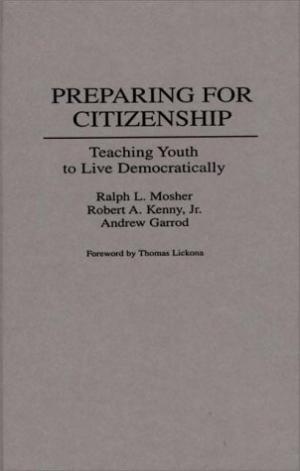 PREPARING FOR
CITIZENSHIP
Teaching Youth
to Live Democratically
Ralph L. Mosher
Robert A. Kenny, Jr.
Andrew Garrod
Foreword by Thomas Lickona